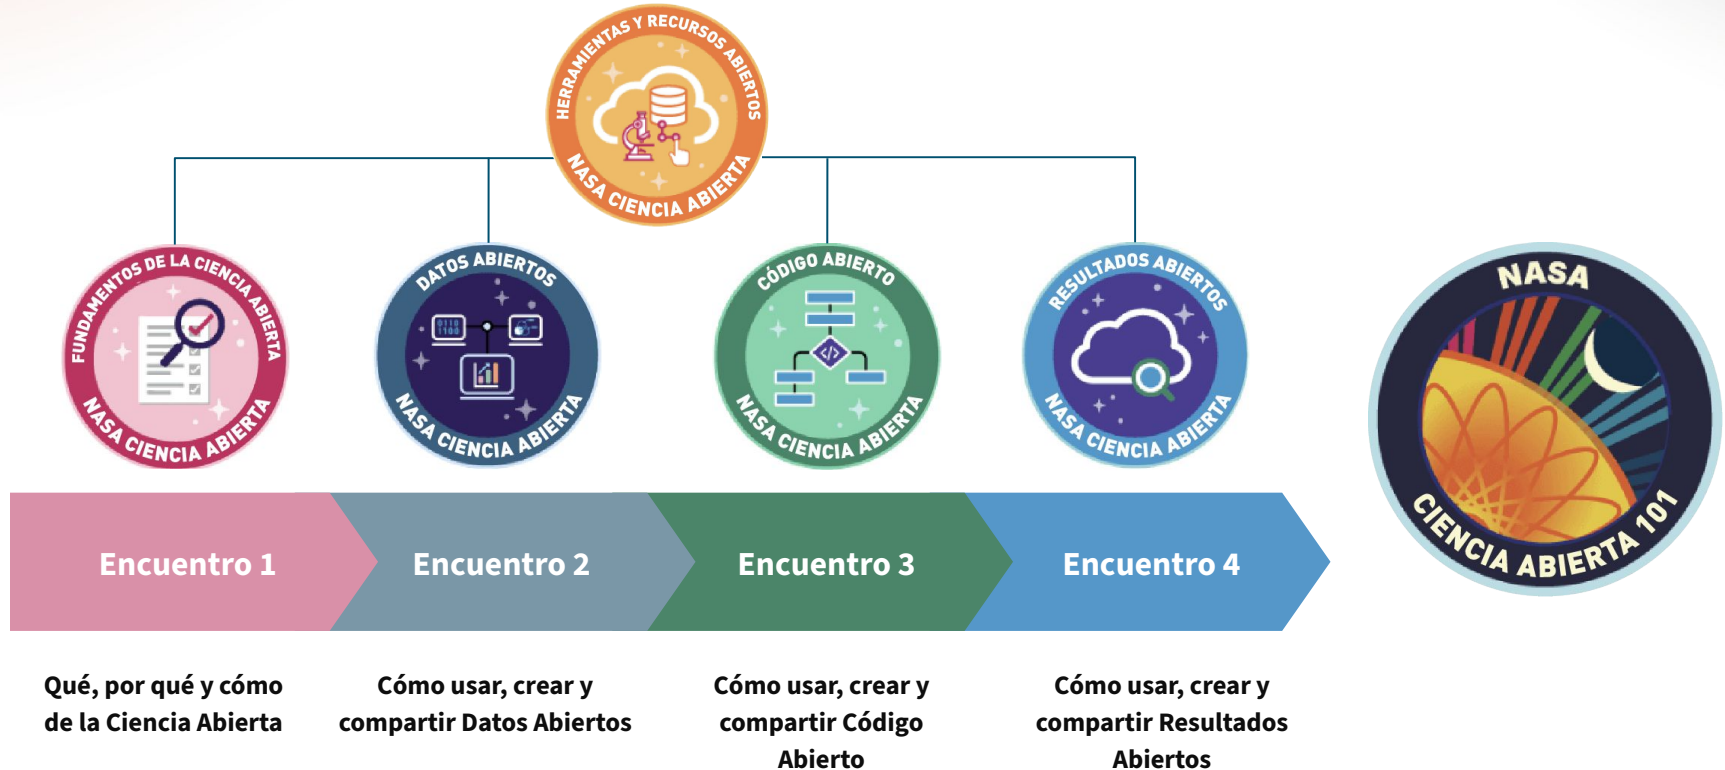 HERRAMIENTAS Y RECURSOS ABIERTOS
NASA CIENCIA ABIERTA
FUNDAMENTOS DE LA CIENCIA ABIERTA
NASA CIENCIA ABIERTA
DATOS ABIERTOS
0110
1100
NASA CIENCIA ABIERTA
CÓDIGO ABIERTO
</>
NASA CIENCIA ABIERTA
RESULTADOS ABIERTOS
NASA CIENCIA ABIERTA
NASA
CIENCIA ABIERTA 101
Encuentro 1
Encuentro 2
Encuentro 3
Encuentro 4
Qué, por qué y cómo
de la Ciencia Abierta
Cómo usar, crear y
compartir Datos Abiertos
Cómo usar, crear y
compartir Código
Abierto
Cómo usar, crear y
compartir Resultados
Abiertos